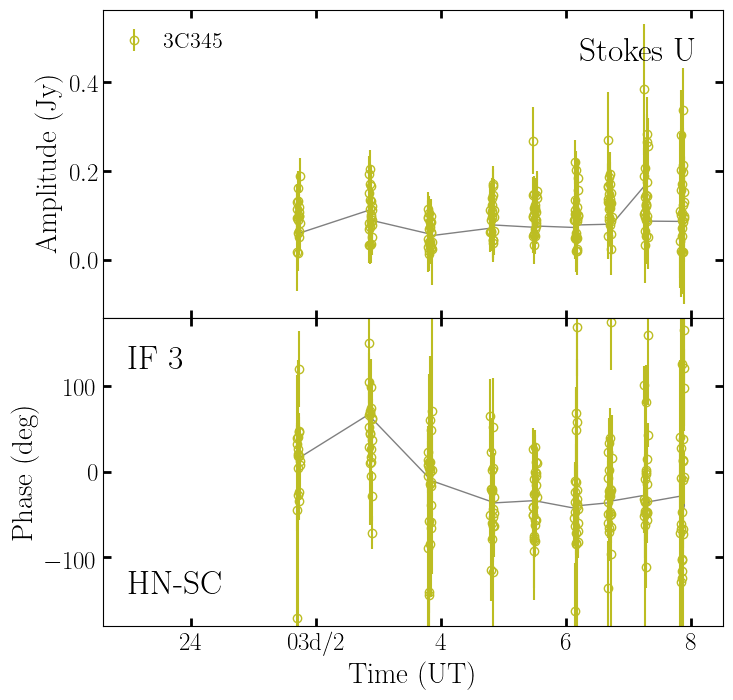 3C345
Stokes U
Amplitude (Jy)
0.4
0.2
0.0
IF 3
HN-SC
Phase (deg)
100
0
−100
24 03d/2 4 6 8
Time (UT)